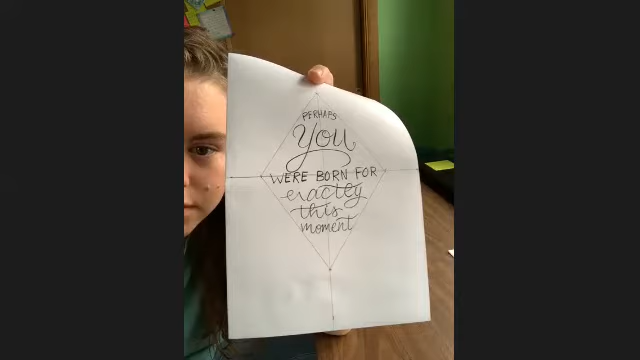 PERHAPS
you
WERE BORN FOR
exactly
this
moment